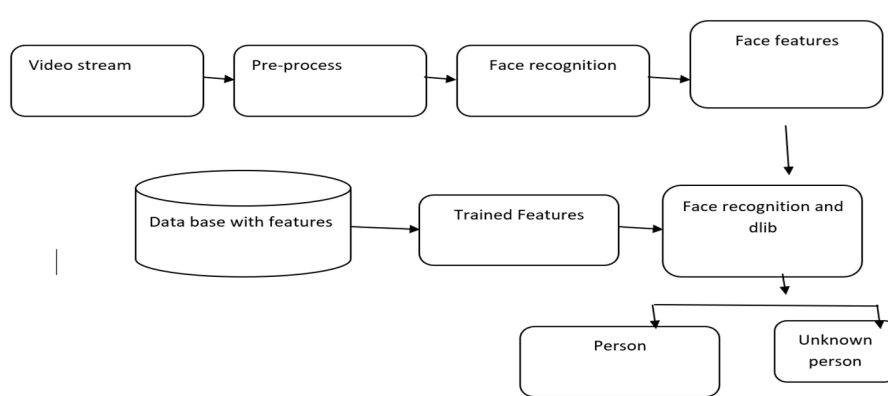 Video stream
Pre-process
Face recognition
Face features
Data base with features
Trained Features
Face recognition and
dlib
Person
Unknown
person